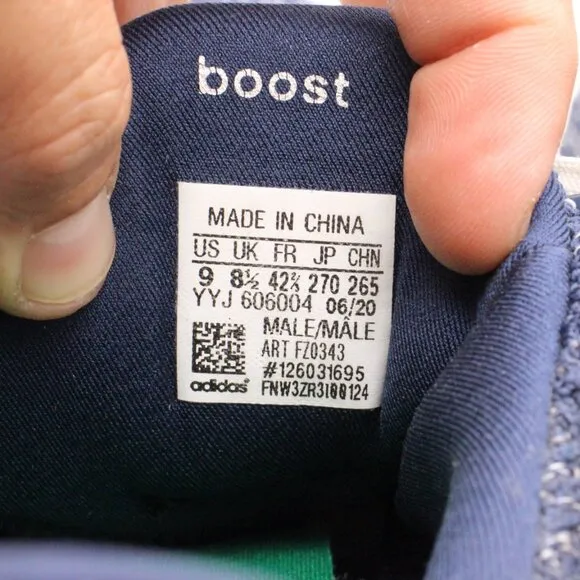 boost
MADE IN CHINA
US UK FR JP CHN
9 8½ 42⅔ 270 265
YYJ 606004 06/20
MALE/MÂLE
ART FZ0343
#126031695
adidas® FNW3ZR3I00124